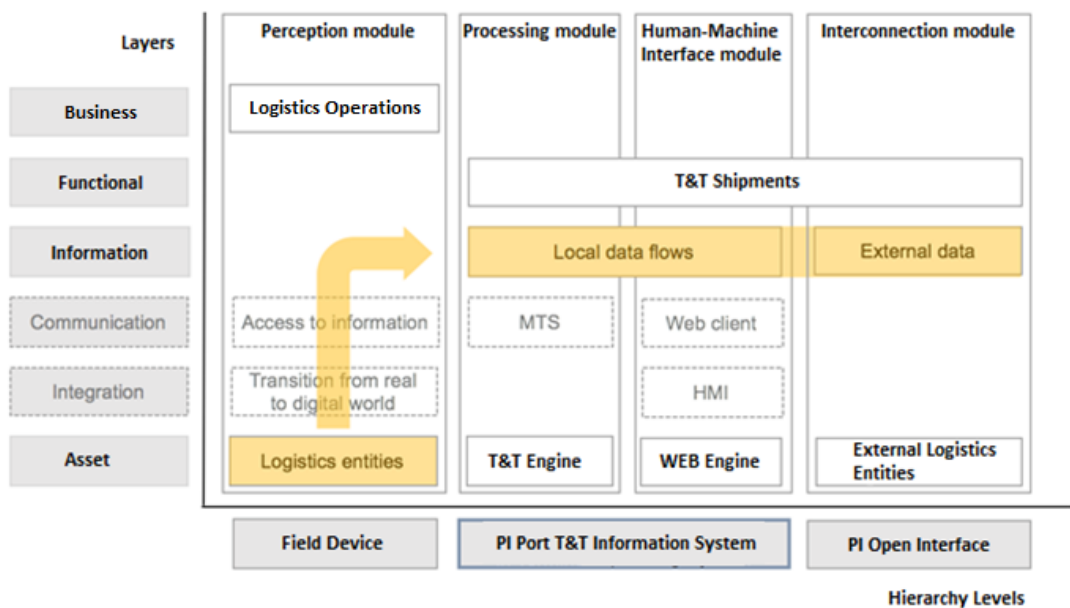 Layers
Perception module
Processing module
Human-Machine
Interface module
Interconnection module
Business
Logistics Operations
Functional
T&T Shipments
Information
Local data flows
External data
Communication
Access to information
MTS
Web client
Integration
Transition from real
to digital world
HMI
Asset
Logistics entities
T&T Engine
WEB Engine
External Logistics
Entities
Field Device
PI Port T&T Information System
PI Open Interface
Hierarchy Levels